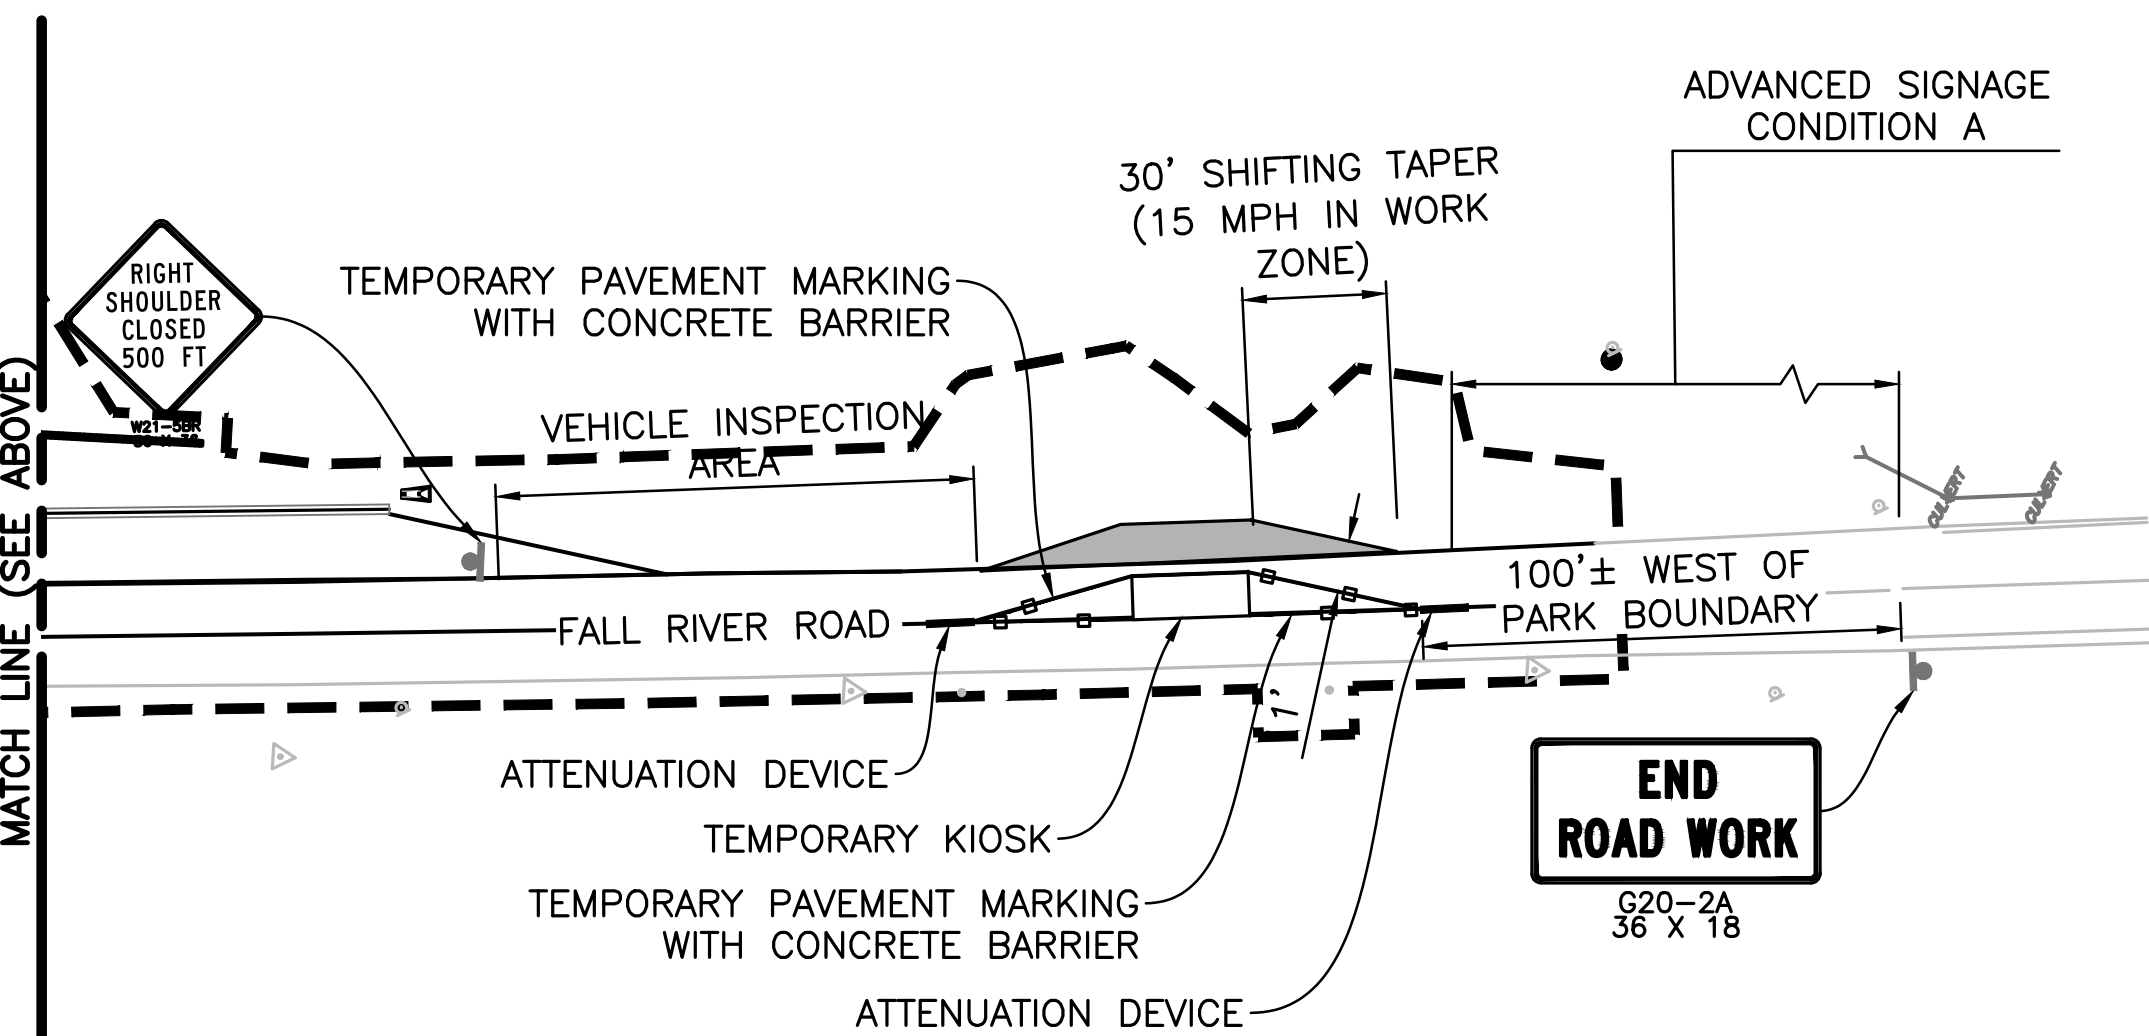 ADVANCED SIGNAGE
CONDITION A
30' SHIFTING TAPER
(15 MPH IN WORK
ZONE)
RIGHT
SHOULDER
CLOSED
500 FT
W21-5BR
TEMPORARY PAVEMENT MARKING
WITH CONCRETE BARRIER
VEHICLE INSPECTION
AREA
MATCH LINE (SEE ABOVE)
CULVERT
CULVERT
100'± WEST OF
PARK BOUNDARY
FALL RIVER ROAD
1'
ATTENUATION DEVICE
TEMPORARY KIOSK
TEMPORARY PAVEMENT MARKING
WITH CONCRETE BARRIER
ATTENUATION DEVICE
END
ROAD WORK
G20-2A
36 X 18